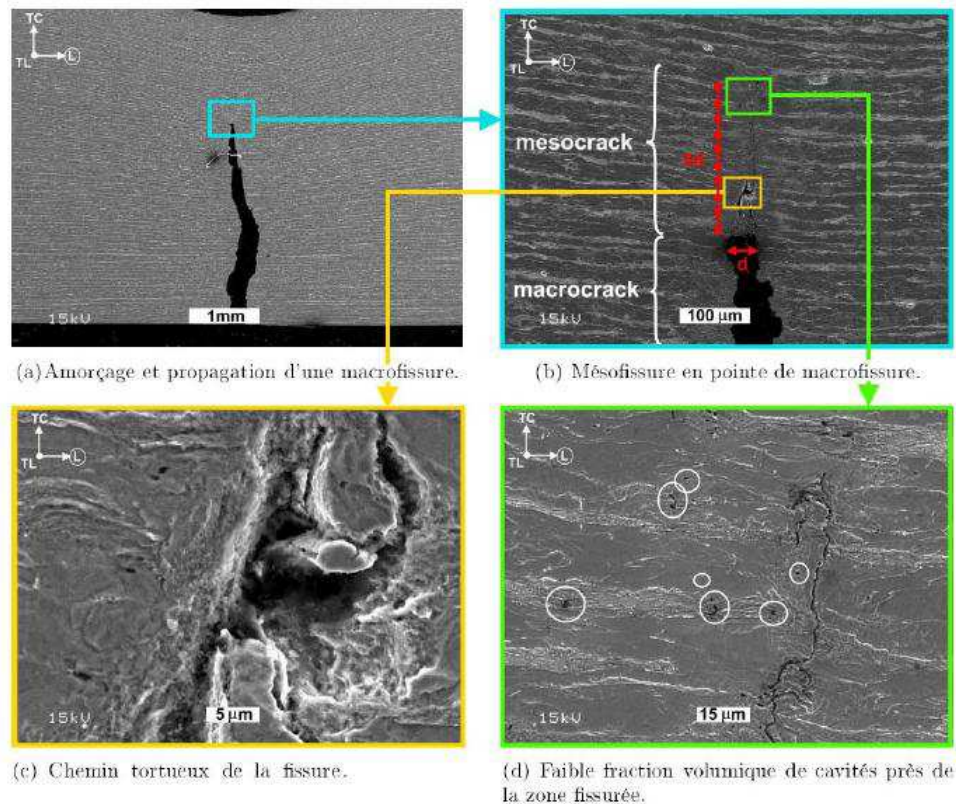 TC
TL L
1mm
15kV
(a) Amorçage et propagation d'une macrofissure.
TC
TL L
mesocrack
d
macrocrack
100 µm
15kV
(b) Mésofissure en pointe de macrofissure.
TC
TL L
5 µm
15kV
(c) Chemin tortueux de la fissure.
TC
TL L
15 µm
15kV
(d) Faible fraction volumique de cavités près de
la zone fissurée.